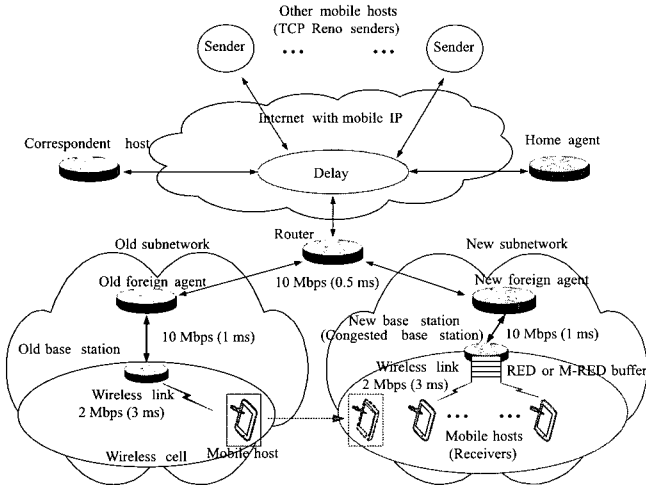 Other mobile hosts
(TCP Reno senders)
Sender
Sender
Internet with mobile IP
Correspondent host
Home agent
Delay
Router
Old subnetwork
New subnetwork
Old foreign agent
10 Mbps (0.5 ms)
New foreign agent
10 Mbps (1 ms)
New base station
(Congested base station)
10 Mbps (1 ms)
Old base station
Wireless link
2 Mbps (3 ms)
RED or M-RED buffer
Wireless link
2 Mbps (3 ms)
Mobile host
Mobile hosts
(Receivers)
Wireless cell